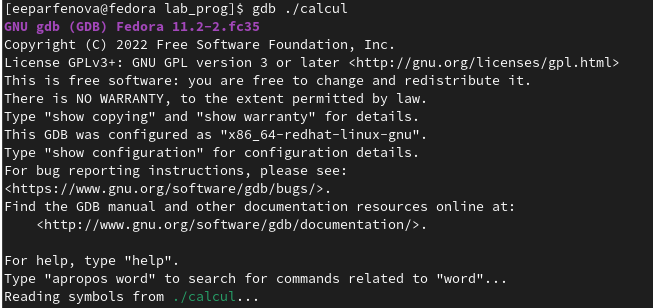 [eeparfenova@fedora lab_prog]$ gdb ./calcul
GNU gdb (GDB) Fedora 11.2-2.fc35
Copyright (C) 2022 Free Software Foundation, Inc.
License GPLv3+: GNU GPL version 3 or later <http://gnu.org/licenses/gpl.html>
This is free software: you are free to change and redistribute it.
There is NO WARRANTY, to the extent permitted by law.
Type "show copying" and "show warranty" for details.
This GDB was configured as "x86_64-redhat-linux-gnu".
Type "show configuration" for configuration details.
For bug reporting instructions, please see:
<https://www.gnu.org/software/gdb/bugs/>.
Find the GDB manual and other documentation resources online at:
    <http://www.gnu.org/software/gdb/documentation/>.

For help, type "help".
Type "apropos word" to search for commands related to "word"...
Reading symbols from ./calcul...